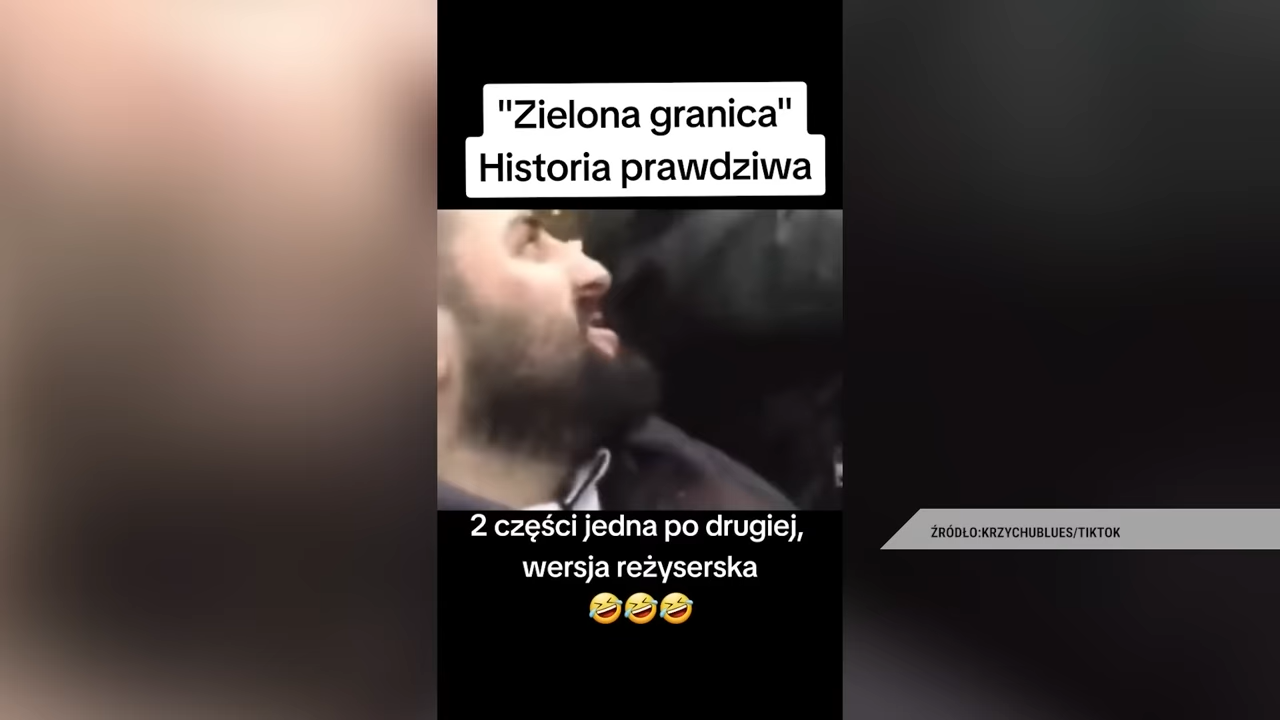 "Zielona granica"
Historia prawdziwa
2 części jedna po drugiej,
wersja reżyserska
🤣🤣🤣
ŹRÓDŁO:KRZYCHUBLUES/TIKTOK